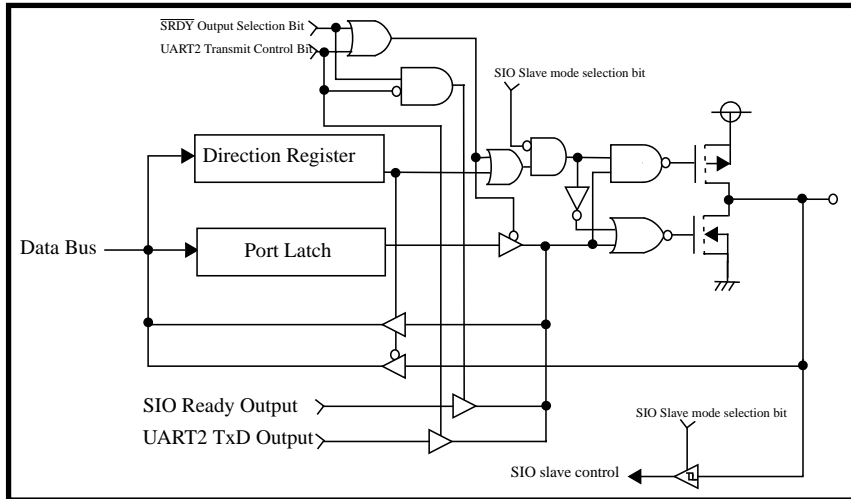 SRDY Output Selection Bit
UART2 Transmit Control Bit
SIO Slave mode selection bit
Direction Register
Data Bus
Port Latch
SIO Ready Output
UART2 TxD Output
SIO Slave mode selection bit
SIO slave control